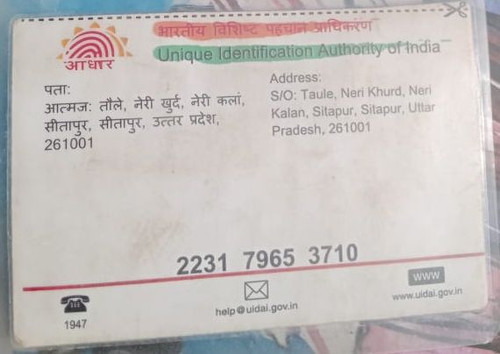 भारतीय विशिष्ट पहचान आधिकरण
आधार
Unique Identification Authority of India
पता:
आत्मजः तौले, नेरी खुर्द, नेरी कलां,
सीतापुर, सीतापुर, उत्तर प्रदेश,
261001
Address:
S/O: Taule, Neri Khurd, Neri
Kalan, Sitapur, Sitapur, Uttar
Pradesh, 261001
2231 7965 3710
1947
help@uidai.gov.in
WWW
www.uidai.gov.in